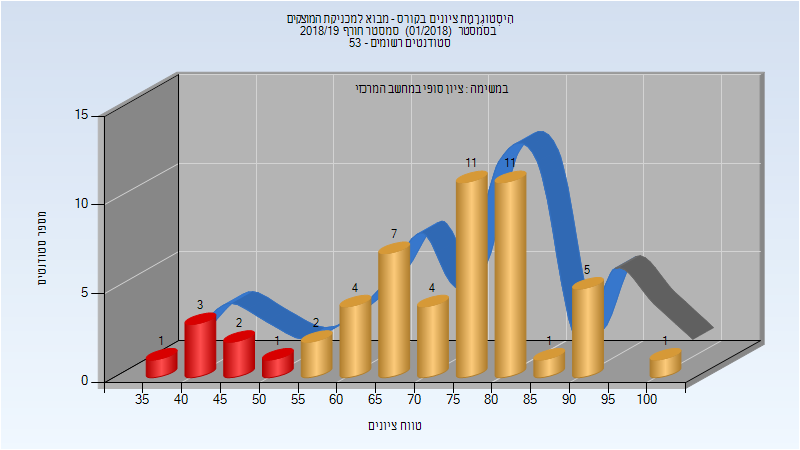 היסטוגרמת ציונים בקורס - מבוא למכניקת המוצקים
בסמסטר (01/2018) סמסטר חורף 2018/19
סטודנטים רשומים - 53
במשימה : ציון סופי במחשב המרכזי
מספר סטודנטים
15
10
5
0
1
3
2
1
2
4
7
4
11
11
1
5
1
35 40 45 50 55 60 65 70 75 80 85 90 95 100
טווח ציונים